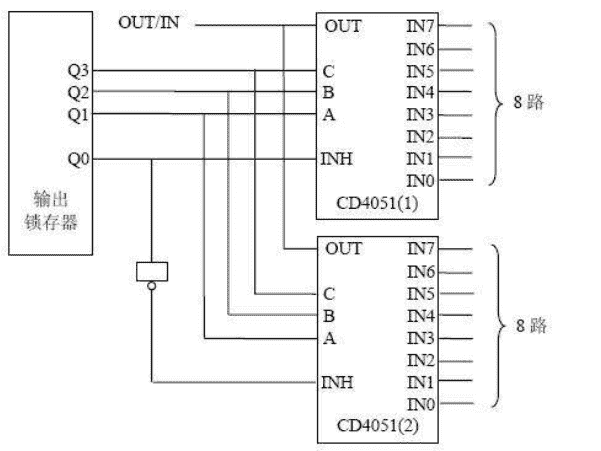 OUT/IN
Q3
Q2
Q1
Q0
输出
锁存器
OUT
C
B
A
INH
IN7
IN6
IN5
IN4
IN3
IN2
IN1
IN0
CD4051(1)
8 路
OUT
C
B
A
INH
IN7
IN6
IN5
IN4
IN3
IN2
IN1
IN0
CD4051(2)
8 路